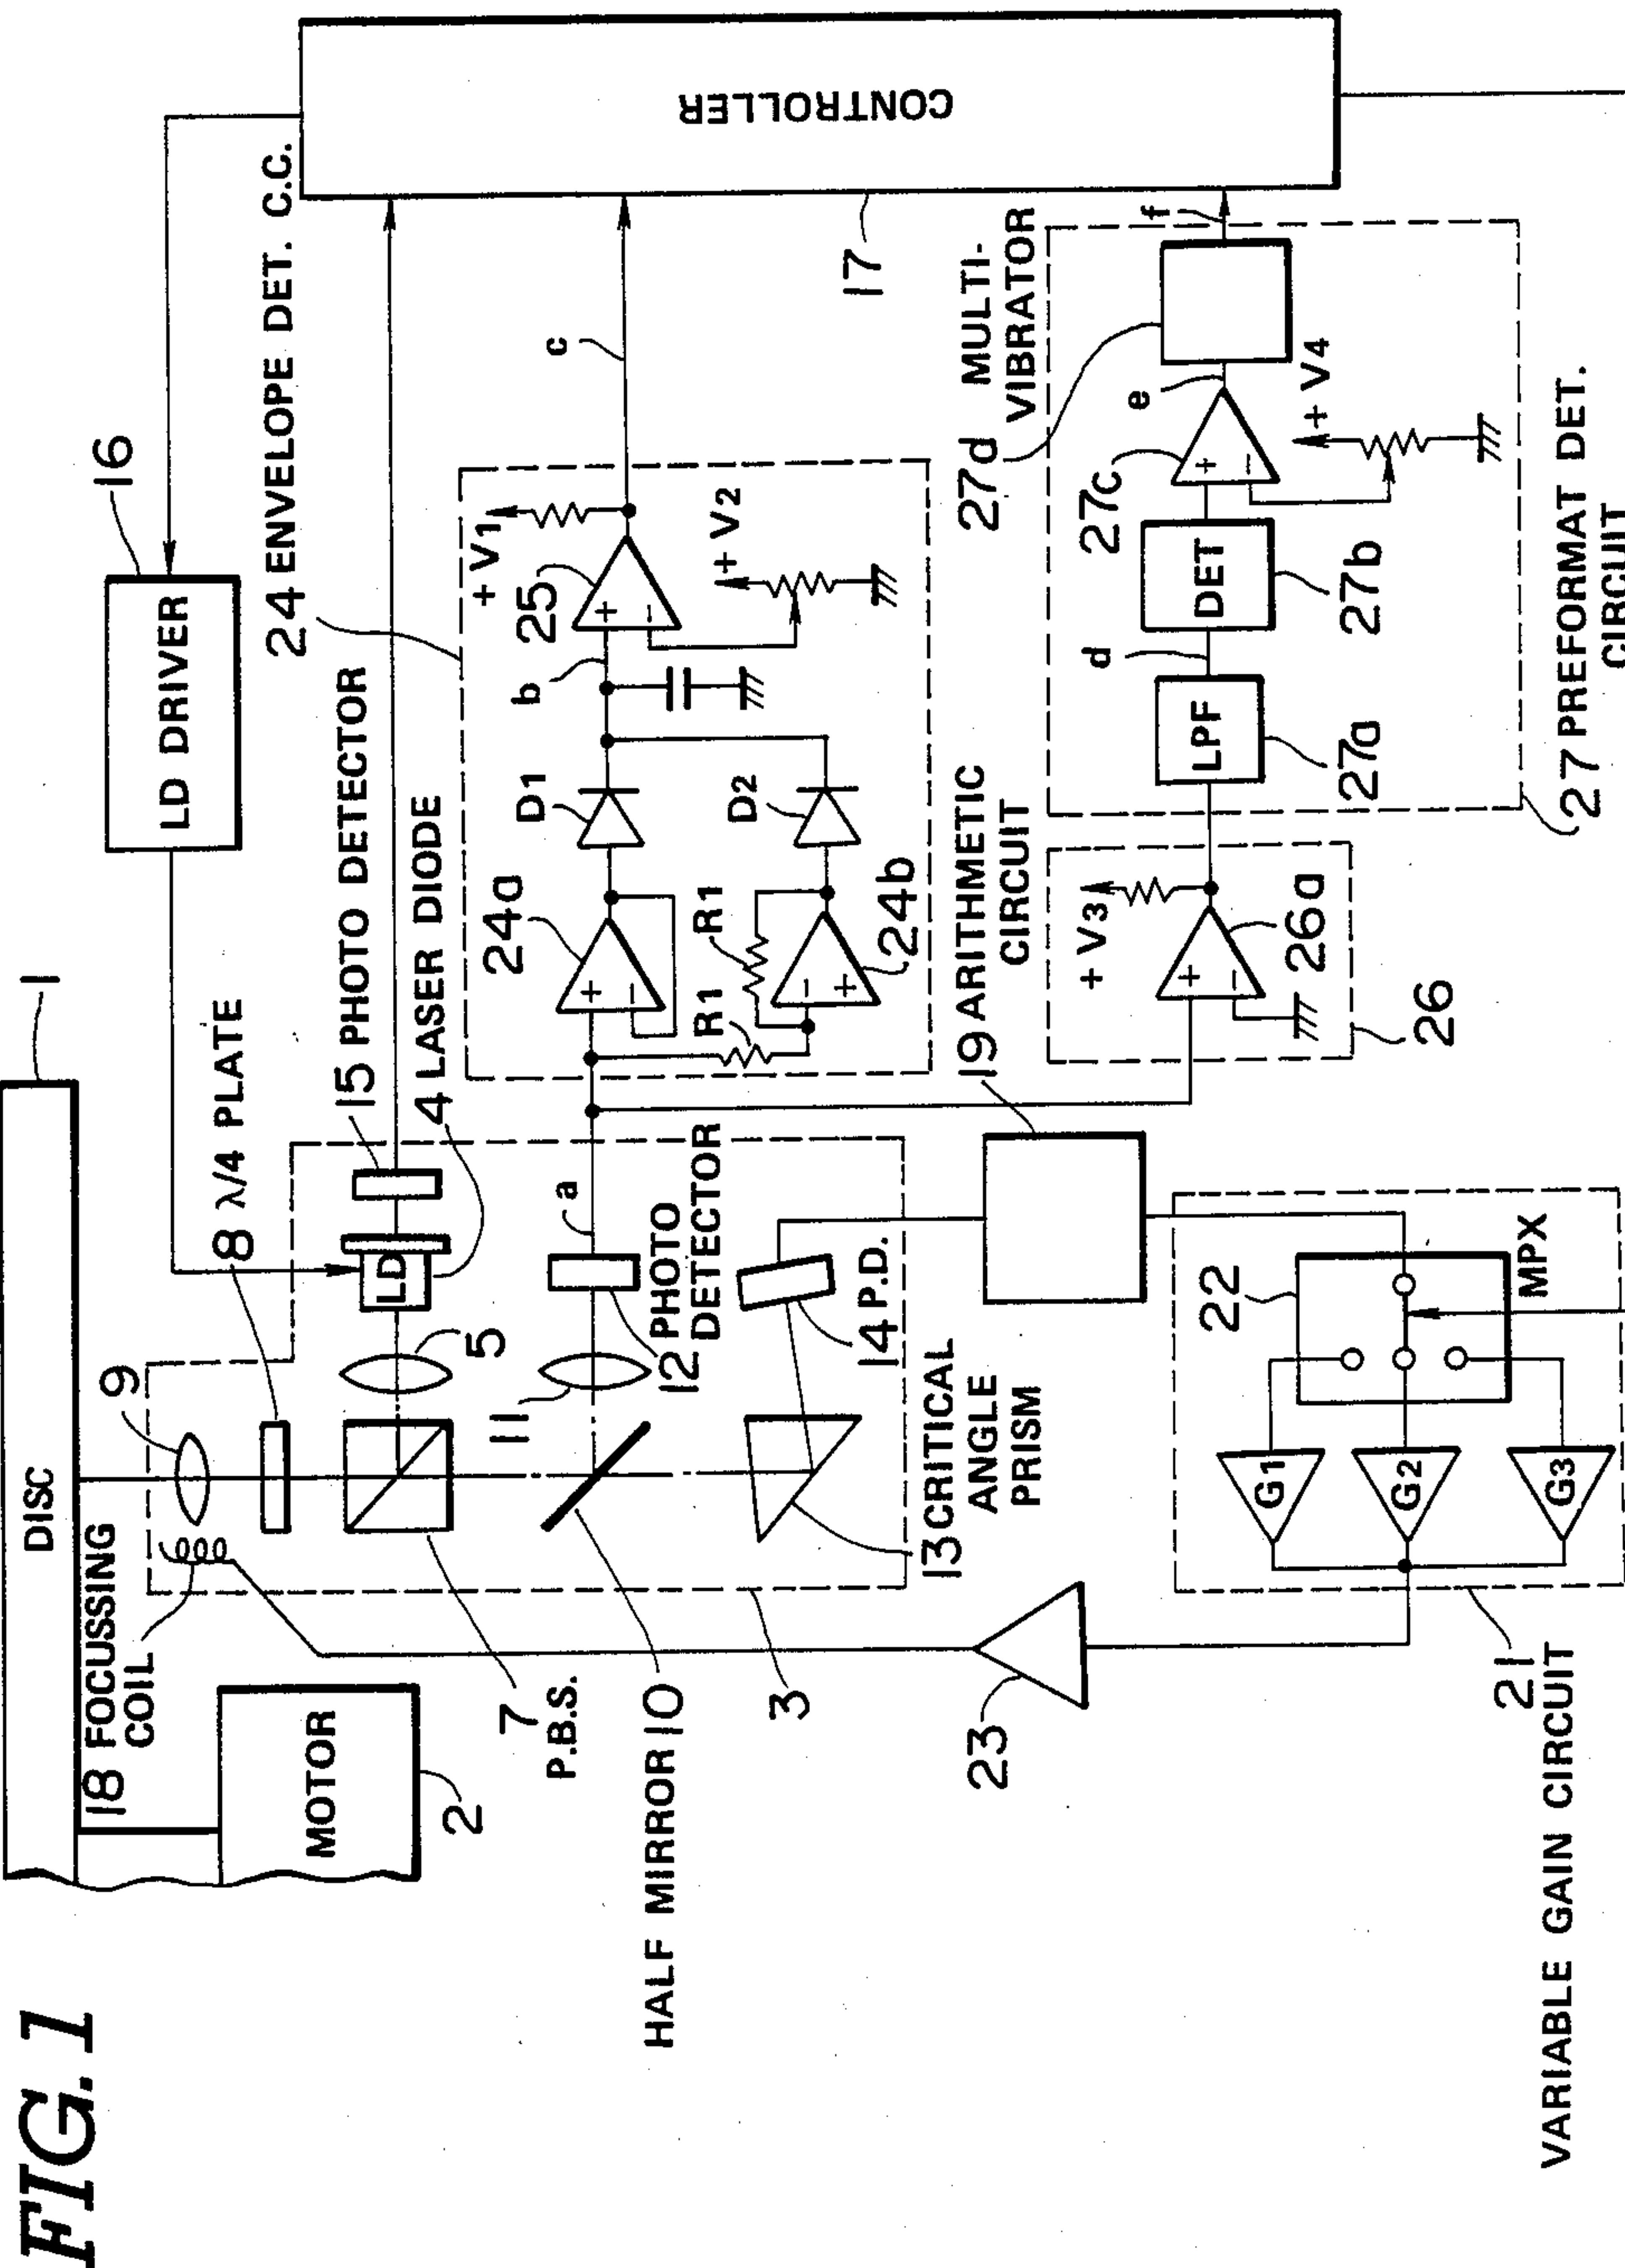 FIG. 1
DISC
1
18 FOCUSSING
COIL
MOTOR
2
9
8 λ/4 PLATE
16
LD DRIVER
15 PHOTO DETECTOR
4 LASER DIODE
LD
5
7
P.B.S.
HALF MIRROR 10
3
11
12 PHOTO
DETECTOR
a
14 P.D.
13 CRITICAL
ANGLE
PRISM
23
24 ENVELOPE DET. C.C.
24a
24b
R1
R1
D1
D2
b
25
+
−
+
−
−
+
+V1
+V2
c
CONTROLLER
17
19 ARITHMETIC
CIRCUIT
26
26a
+
−
+V3
27a
LPF
d
DET
27b
27c
+
−
e
+V4
27d
MULTI-
VIBRATOR
f
27 PREFORMAT DET.
CIRCUIT
22
MPX
G1
G2
G3
21
VARIABLE GAIN CIRCUIT